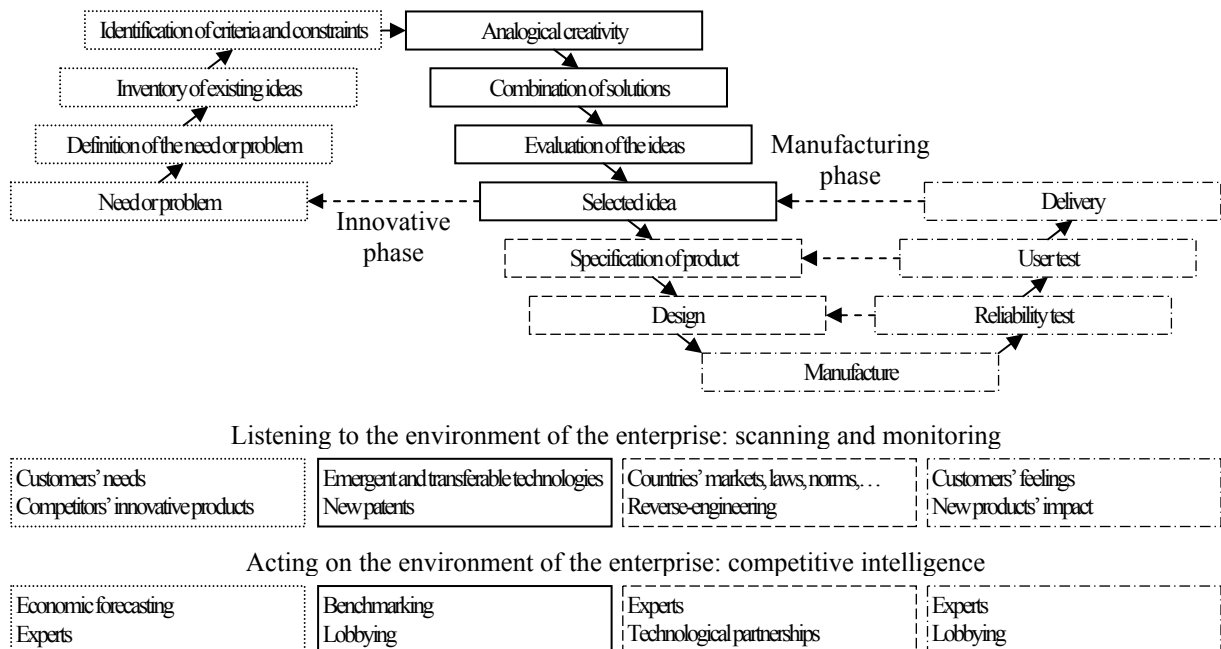 Identification of criteria and constraints
Analogical creativity
Inventory of existing ideas
Combination of solutions
Definition of the need or problem
Evaluation of the ideas
Manufacturing
phase
Need or problem
Innovative
phase
Selected idea
Delivery
Specification of product
User test
Design
Reliability test
Manufacture
Listening to the environment of the enterprise: scanning and monitoring
Customers’ needs
Competitors’ innovative products
Emergent and transferable technologies
New patents
Countries’ markets, laws, norms,…
Reverse-engineering
Customers’ feelings
New products’ impact
Acting on the environment of the enterprise: competitive intelligence
Economic forecasting
Experts
Benchmarking
Lobbying
Experts
Technological partnerships
Experts
Lobbying